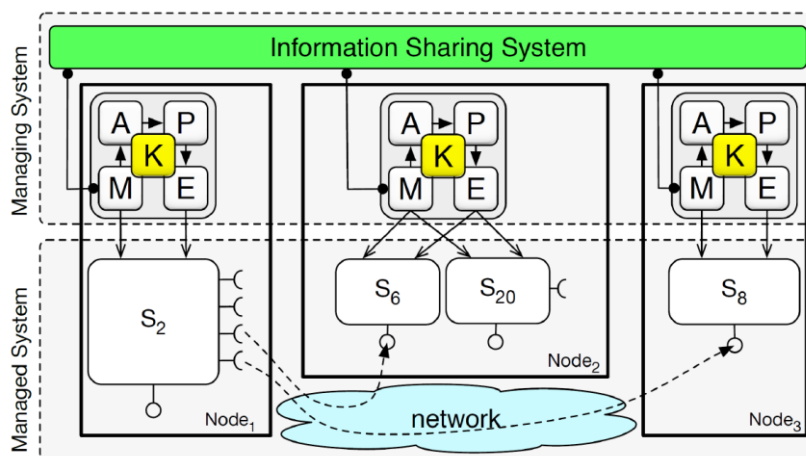 Information Sharing System
Managing System
A P
K
M E
A P
K
M E
A P
K
M E
Managed System
S2
Node1
S6
S20
Node2
S8
Node3
network